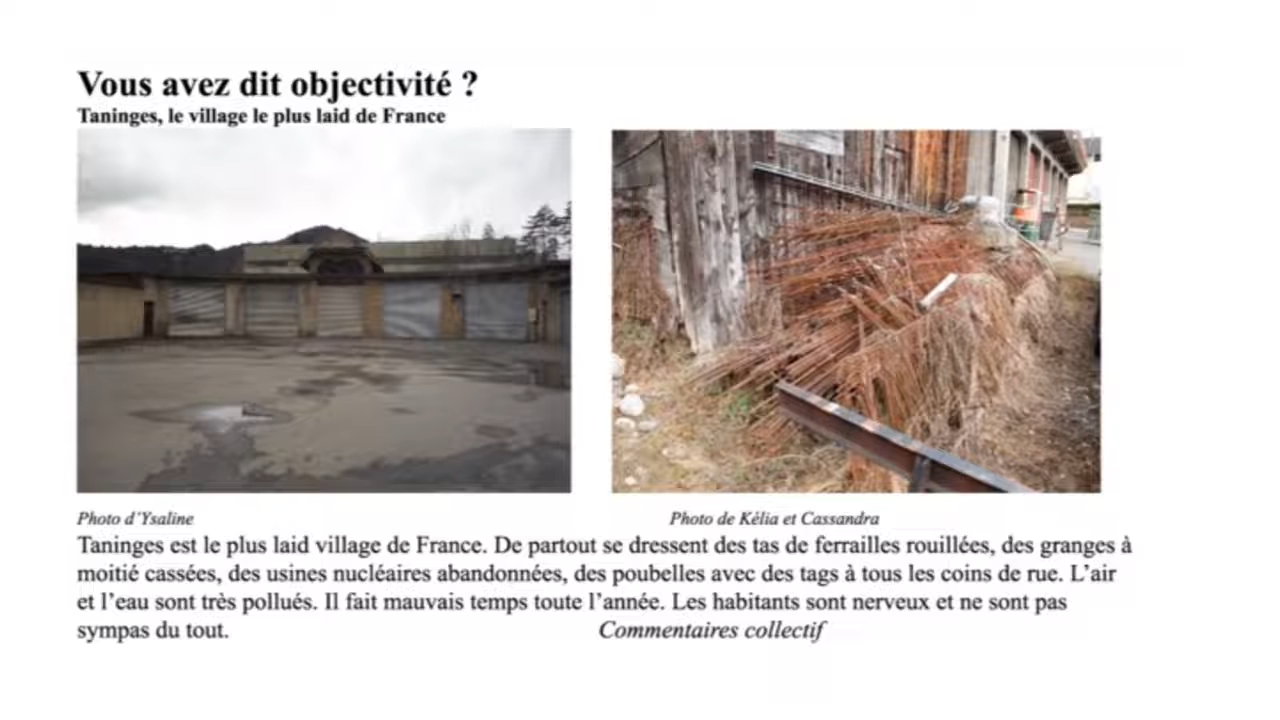 Vous avez dit objectivité ?
Taninges, le village le plus laid de France
Photo d'Ysaline
Photo de Kélia et Cassandra
Taninges est le plus laid village de France. De partout se dressent des tas de ferrailles rouillées, des granges à
moitié cassées, des usines nucléaires abandonnées, des poubelles avec des tags à tous les coins de rue. L'air
et l'eau sont très pollués. Il fait mauvais temps toute l'année. Les habitants sont nerveux et ne sont pas
sympas du tout.
Commentaires collectif